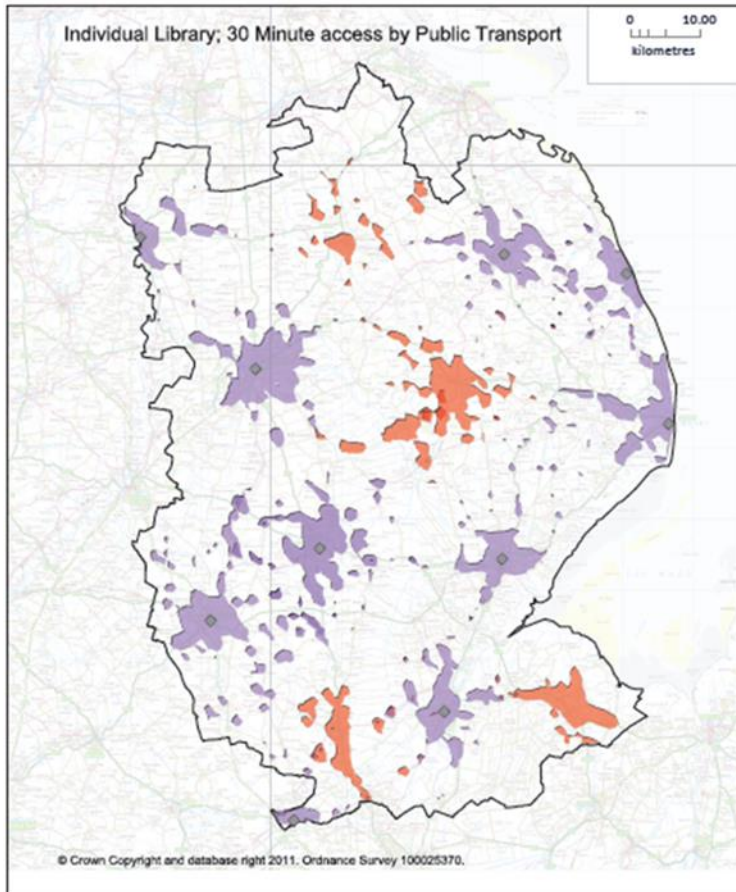 Individual Library; 30 Minute access by Public Transport
0 10.00
kilometres
© Crown Copyright and database right 2011. Ordnance Survey 100025370.